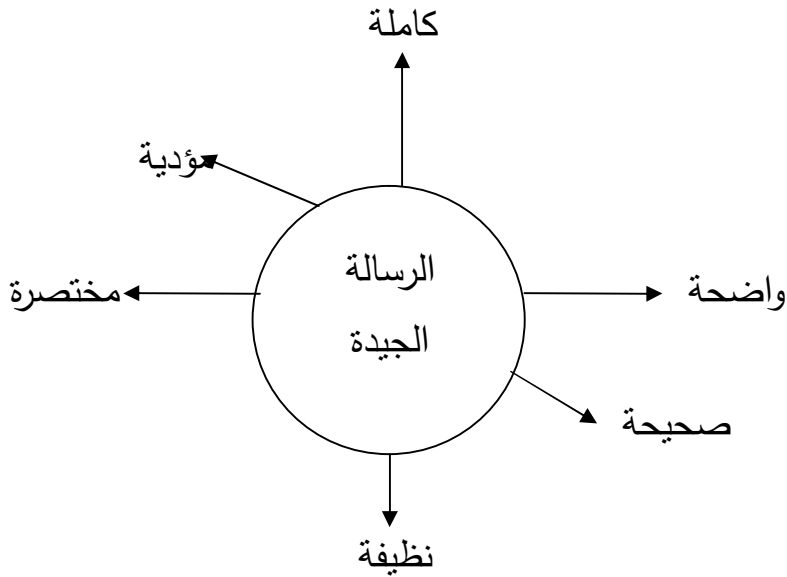 كاملة
مؤدية
الرسالة
الجيدة
واضحة
مختصرة
صحيحة
نظيفة